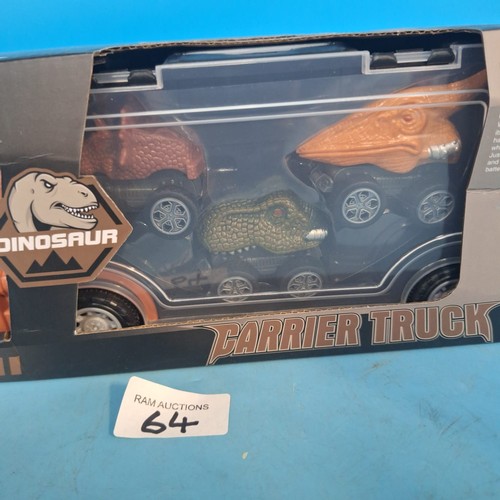 DINOSAUR
CARRIER TRUCK
RAM AUCTIONS
64